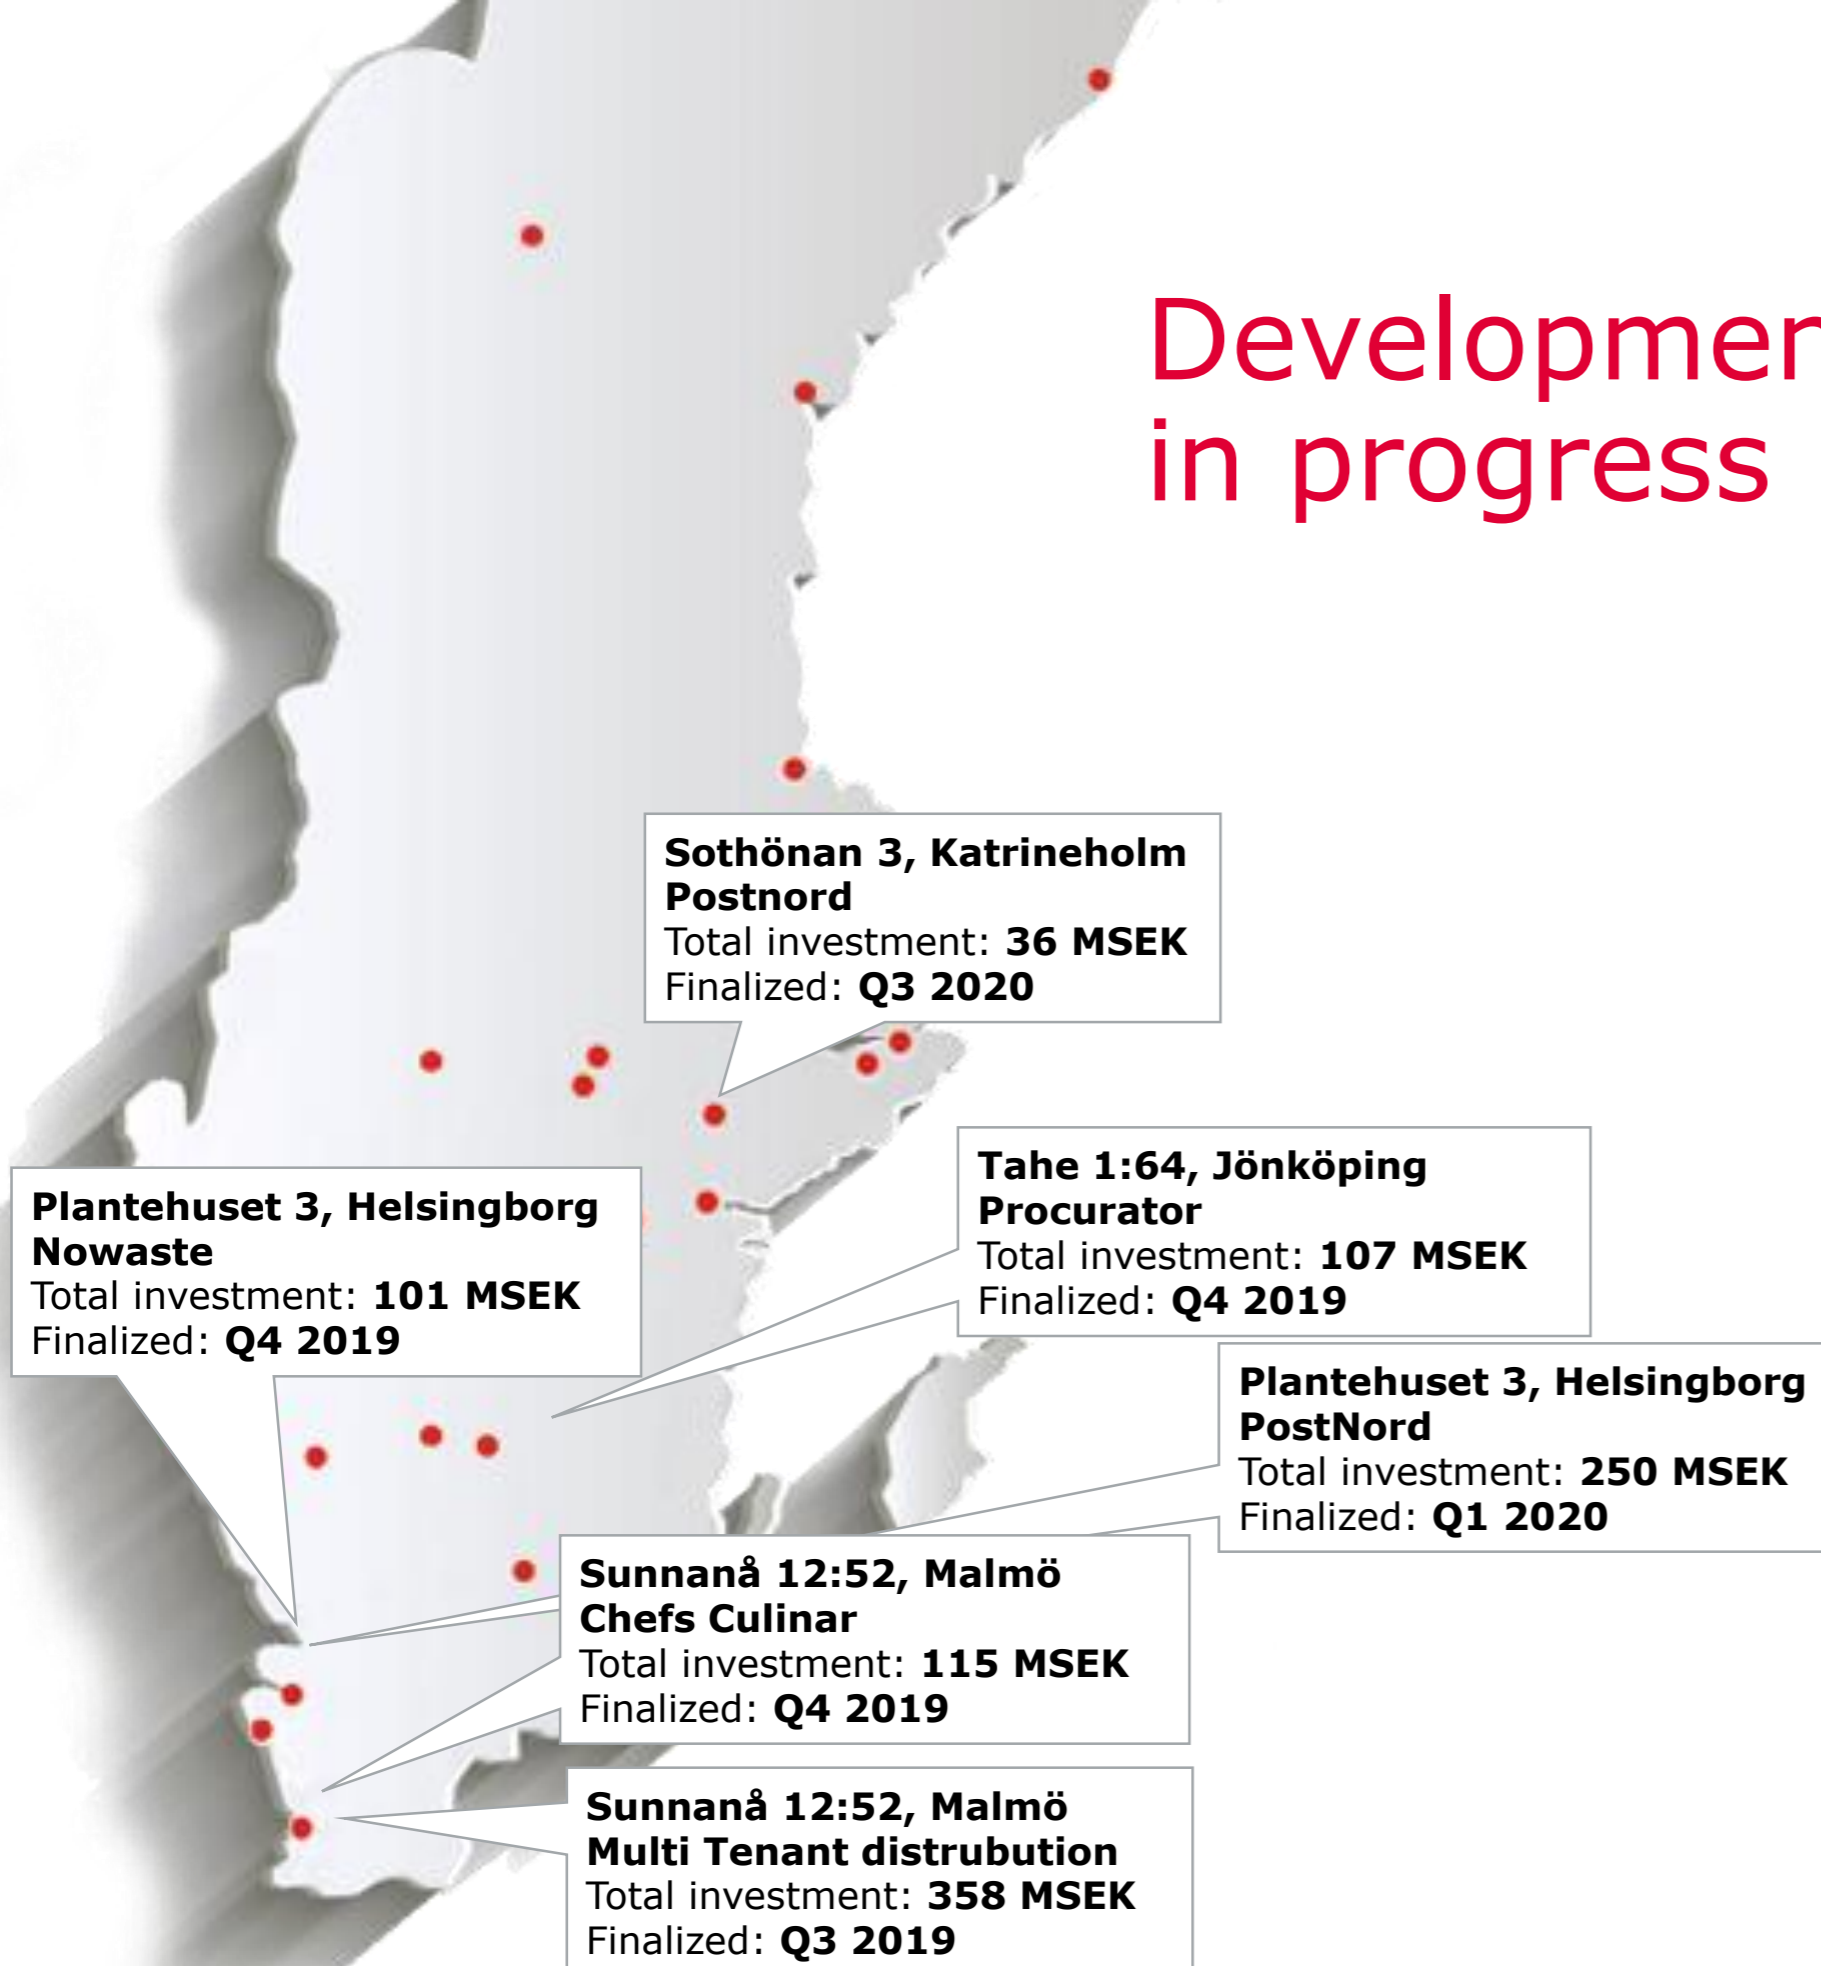 Developmen
in progress
Sothönan 3, Katrineholm
Postnord
Total investment: 36 MSEK
Finalized: Q3 2020
Tahe 1:64, Jönköping
Procurator
Total investment: 107 MSEK
Finalized: Q4 2019
Plantehuset 3, Helsingborg
Nowaste
Total investment: 101 MSEK
Finalized: Q4 2019
Plantehuset 3, Helsingborg
PostNord
Total investment: 250 MSEK
Finalized: Q1 2020
Sunnanå 12:52, Malmö
Chefs Culinar
Total investment: 115 MSEK
Finalized: Q4 2019
Sunnanå 12:52, Malmö
Multi Tenant distrubution
Total investment: 358 MSEK
Finalized: Q3 2019